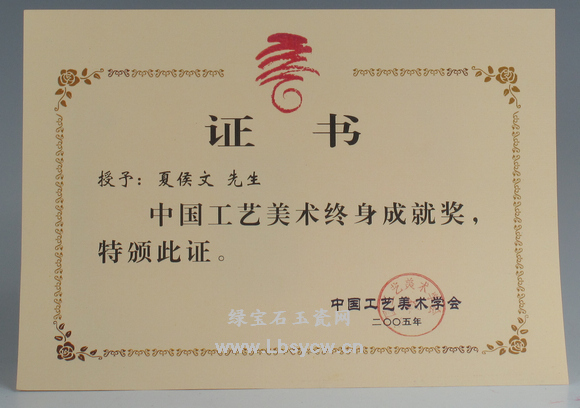 证 书
授予：夏侯文 先生
中国工艺美术终身成就奖，
特颁此证。
中国工艺美术学会
二〇〇五年
绿宝石玉瓷网
www.lbsycw.cn